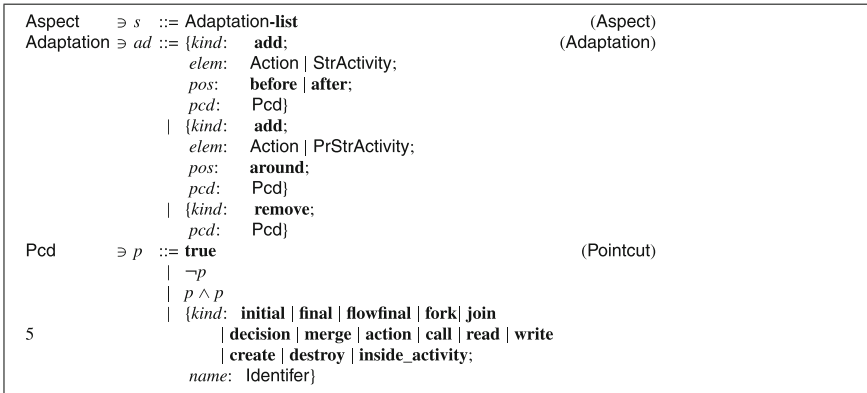 Aspect ∋ s ::= Adaptation-list (Aspect)
Adaptation ∋ ad ::= {kind: add; (Adaptation)
elem: Action | StrActivity;
pos: before | after;
pcd: Pcd}
| {kind: add;
elem: Action | PrStrActivity;
pos: around;
pcd: Pcd}
| {kind: remove;
pcd: Pcd}
Pcd ∋ p ::= true (Pointcut)
| ¬p
| p ∧ p
| {kind: initial | final | flowfinal | fork| join
5 | decision | merge | action | call | read | write
| create | destroy | inside_activity;
name: Identifer}